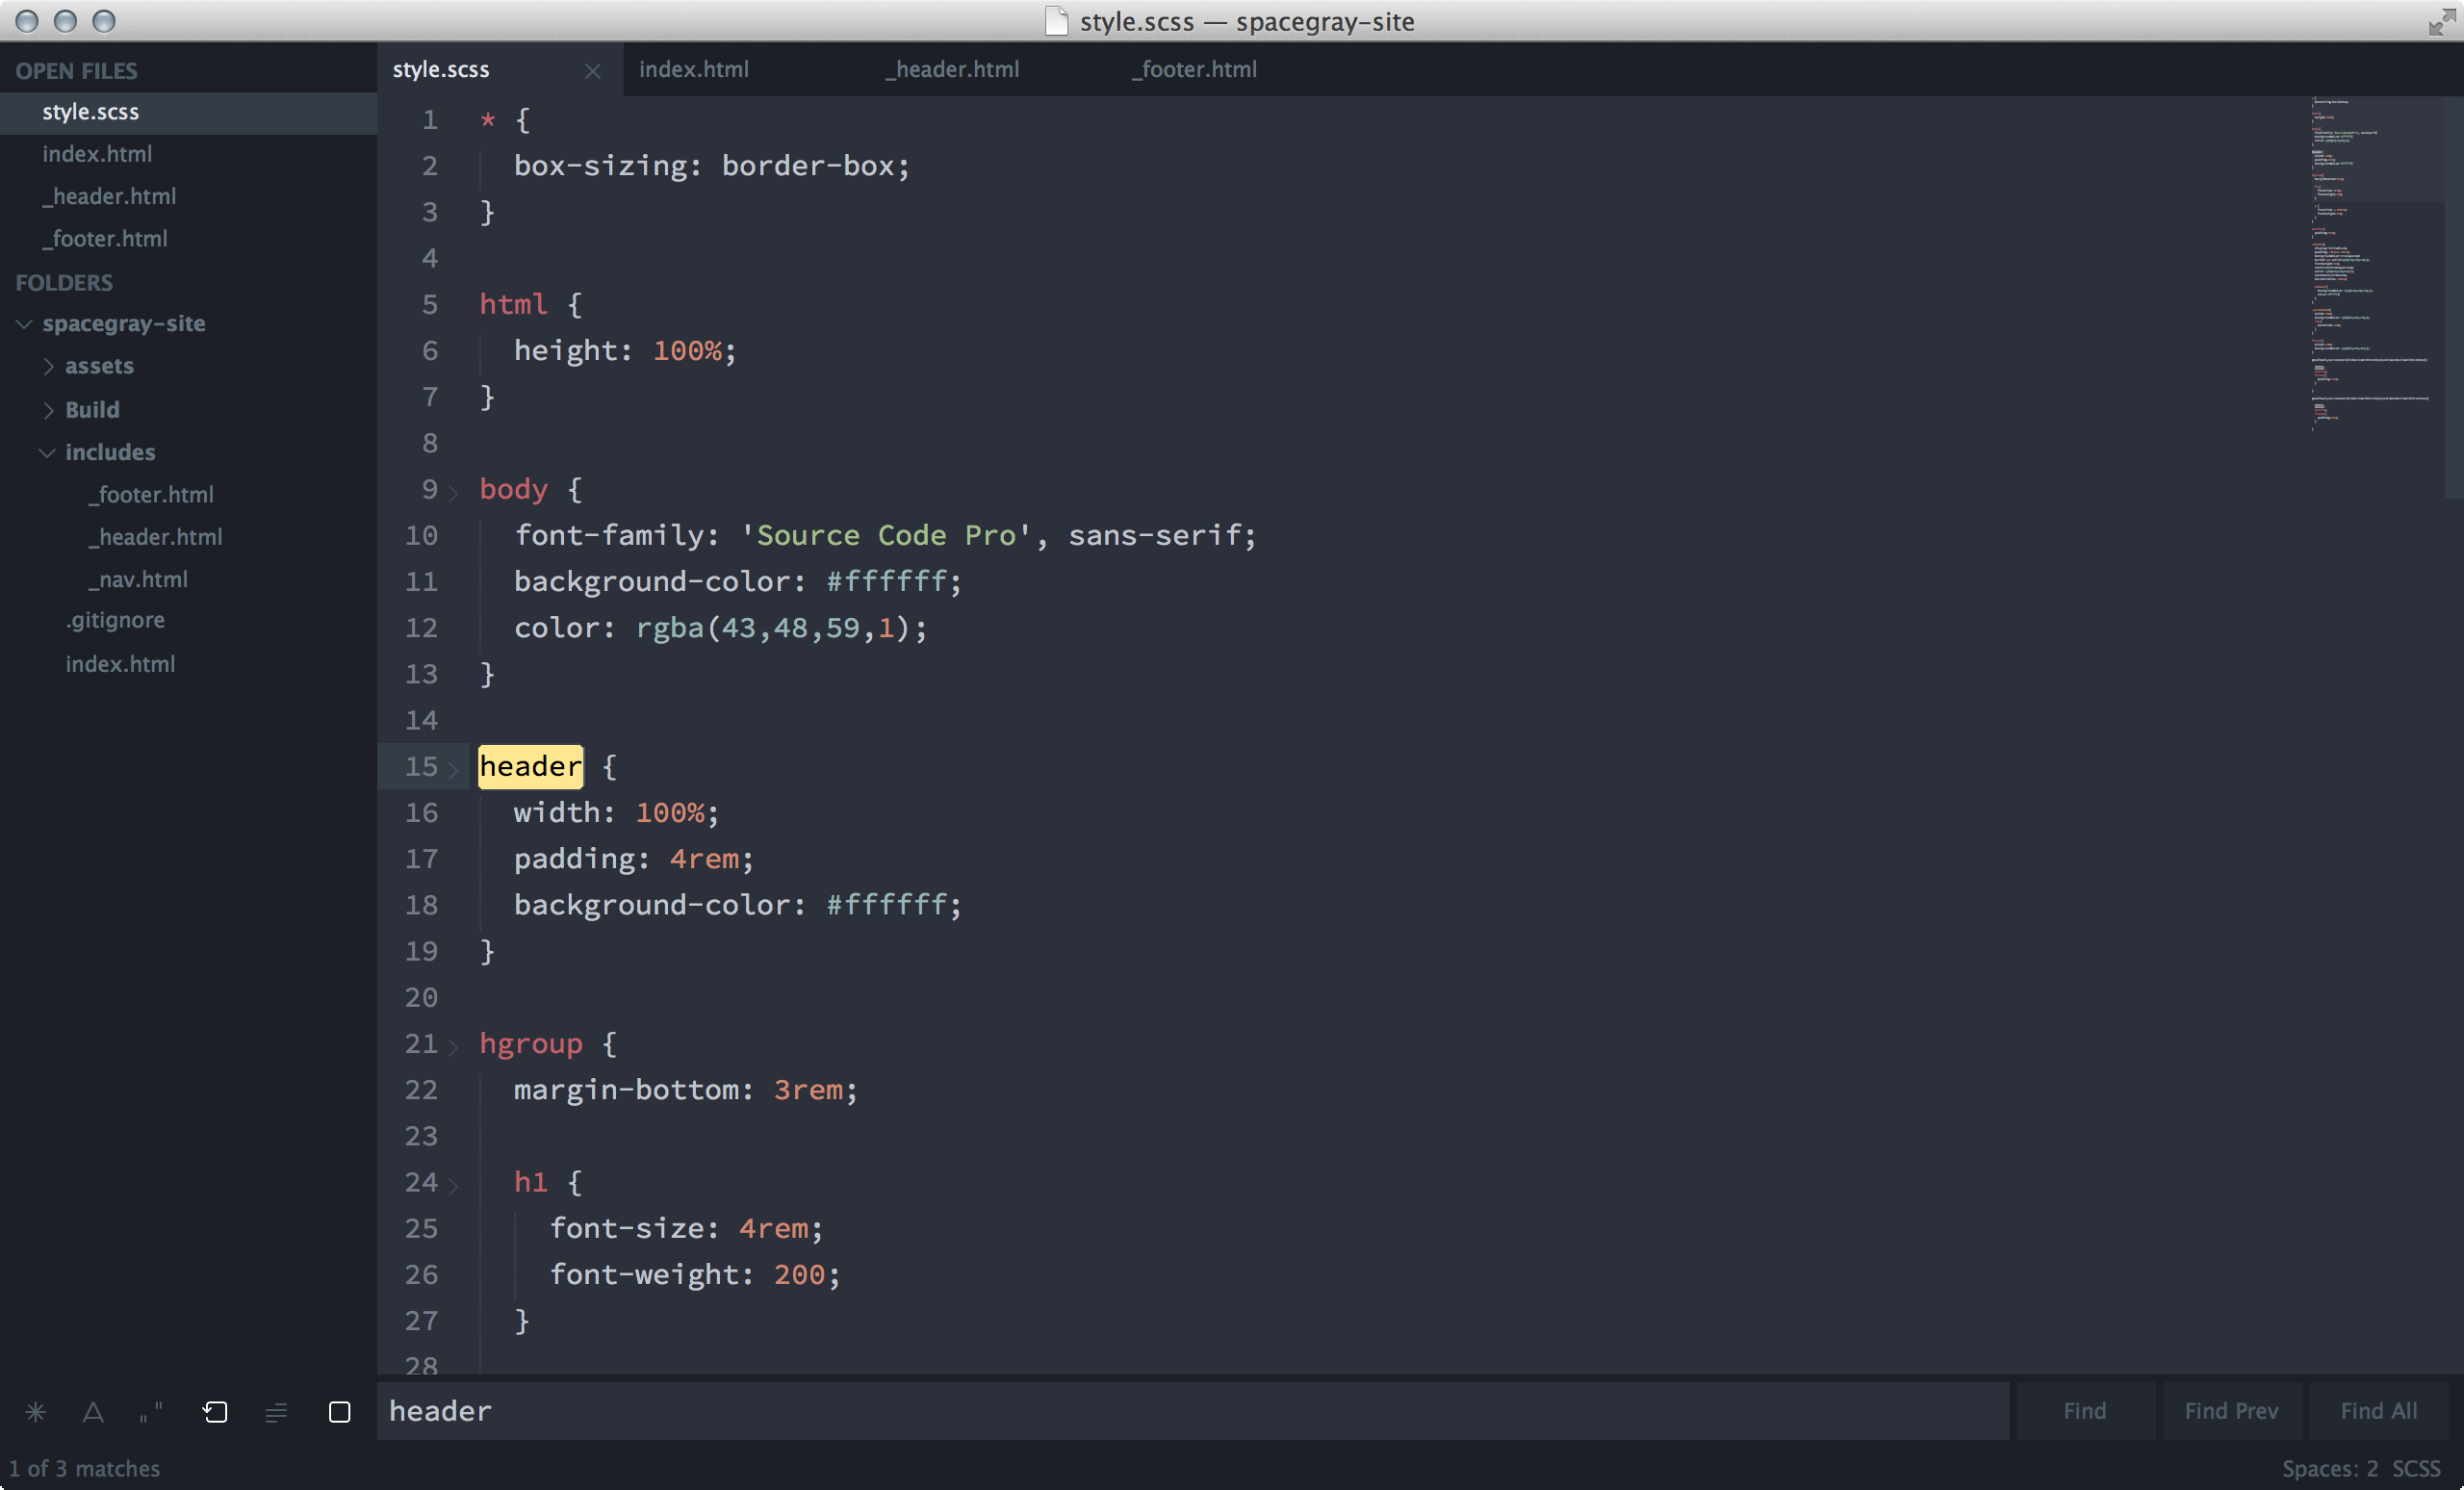 style.scss — spacegray-site
OPEN FILES
style.scss
index.html
_header.html
_footer.html
FOLDERS
spacegray-site
assets
Build
includes
_footer.html
_header.html
_nav.html
.gitignore
index.html
style.scss index.html _header.html _footer.html
1 * {
2   box-sizing: border-box;
3 }
4
5 html {
6   height: 100%;
7 }
8
9 body {
10   font-family: 'Source Code Pro', sans-serif;
11   background-color: #ffffff;
12   color: rgba(43,48,59,1);
13 }
14
15 header {
16   width: 100%;
17   padding: 4rem;
18   background-color: #ffffff;
19 }
20
21 hgroup {
22   margin-bottom: 3rem;
23
24   h1 {
25     font-size: 4rem;
26     font-weight: 200;
27   }
28
header Find Find Prev Find All
1 of 3 matches Spaces: 2 SCSS